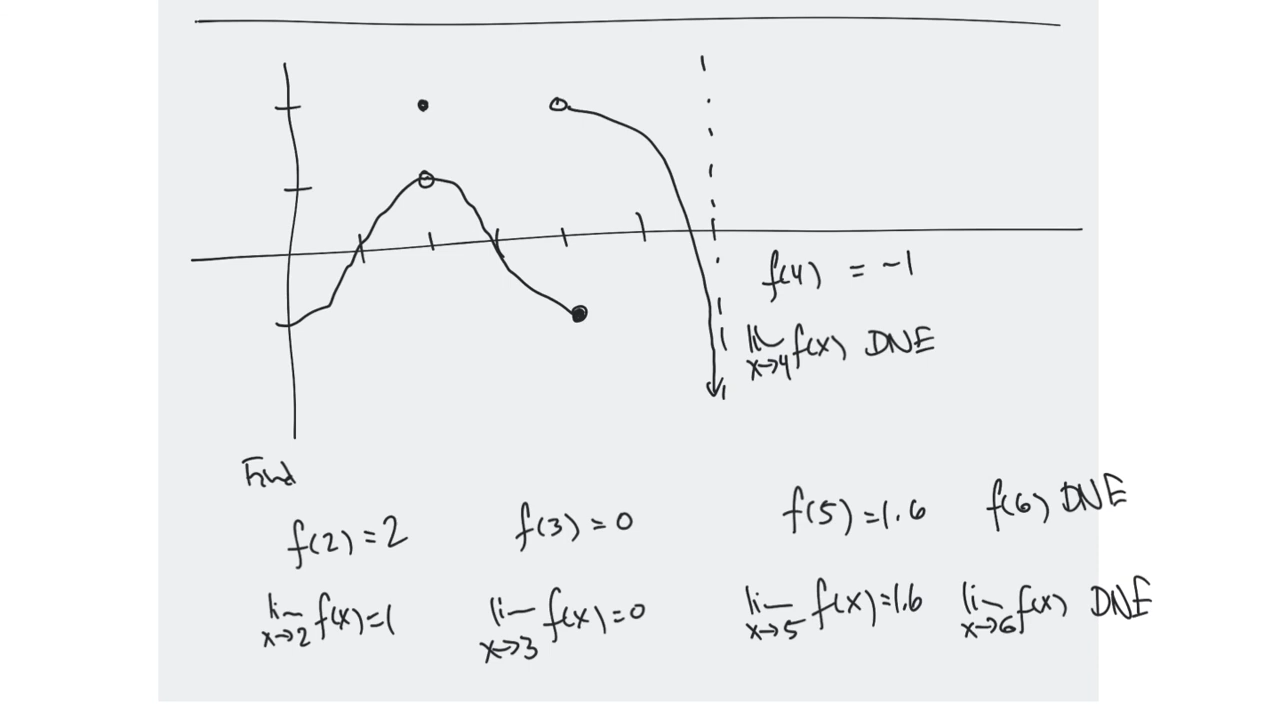 f(4) = -1
lim x→4 f(x) DNE
Find
f(2) = 2
f(3) = 0
f(5) = 1.6
f(6) DNE
lim x→2 f(x) = 1
lim x→3 f(x) = 0
lim x→5 f(x) = 1.6
lim x→6 f(x) DNE